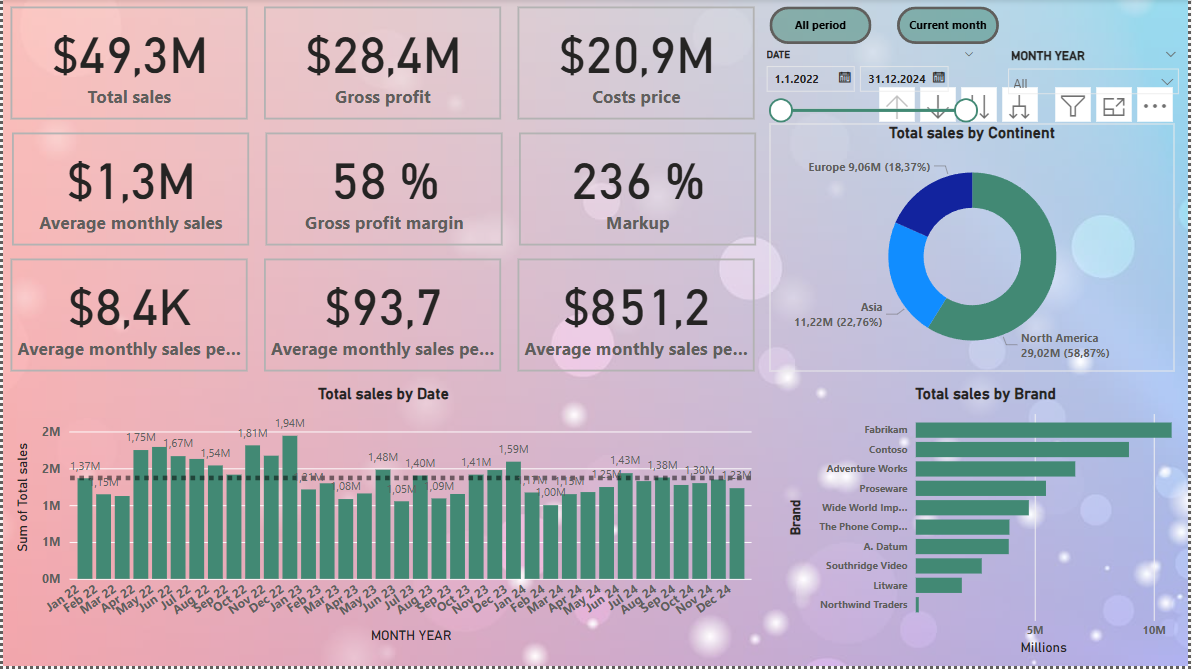 $49,3M
Total sales
$28,4M
Gross profit
$20,9M
Costs price
All period
Current month
DATE
1.1.2022
31.12.2024
MONTH YEAR
All
$1,3M
Average monthly sales
58 %
Gross profit margin
236 %
Markup
$8,4K
Average monthly sales pe...
$93,7
Average monthly sales pe...
$851,2
Average monthly sales pe...
Total sales by Continent
Europe 9,06M (18,37%)
Asia
11,22M (22,76%)
North America
29,02M (58,87%)
Total sales by Date
Sum of Total sales
2M
2M
1M
1M
0M
1,37M
1,15M
1,75M
1,67M
1,54M
1,81M
1,94M
1,21M
1,08M
1,48M
1,05M
1,40M
1,09M
1,41M
1,59M
1,17M
1,00M
1,15M
1,25M
1,43M
1,38M
1,30M
1,23M
Jan 22
Feb 22
Mar 22
Apr 22
May 22
Jun 22
Jul 22
Aug 22
Sep 22
Oct 22
Nov 22
Dec 22
Jan 23
Feb 23
Mar 23
Apr 23
May 23
Jun 23
Jul 23
Aug 23
Sep 23
Oct 23
Nov 23
Dec 23
Jan 24
Feb 24
Mar 24
Apr 24
May 24
Jun 24
Jul 24
Aug 24
Sep 24
Oct 24
Nov 24
Dec 24
MONTH YEAR
Total sales by Brand
Brand
Fabrikam
Contoso
Adventure Works
Proseware
Wide World Imp...
The Phone Comp...
A. Datum
Southridge Video
Litware
Northwind Traders
5M
10M
Millions